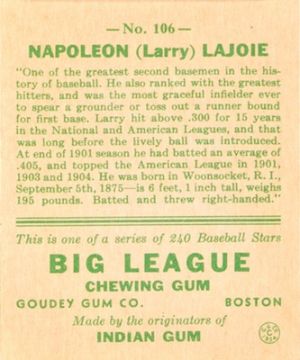 — No. 106 —
NAPOLEON (Larry) LAJOIE
"One of the greatest second basemen in the his-
tory of baseball. He also ranked with the greatest
hitters, and was the most graceful infielder ever
to spear a grounder or toss out a runner bound
for first base. Larry hit above .300 for 15 years
in the National and American Leagues, and that
was long before the lively ball was introduced.
At end of 1901 season he had batted an average of
.405, and topped the American League in 1901,
1903 and 1904. He was born in Woonsocket, R. I.,
September 5th, 1875—is 6 feet, 1 inch tall, weighs
195 pounds. Batted and threw right-handed."
This is one of a series of 240 Baseball Stars
BIG LEAGUE
CHEWING GUM
GOUDEY GUM CO. BOSTON
Made by the originators of
INDIAN GUM